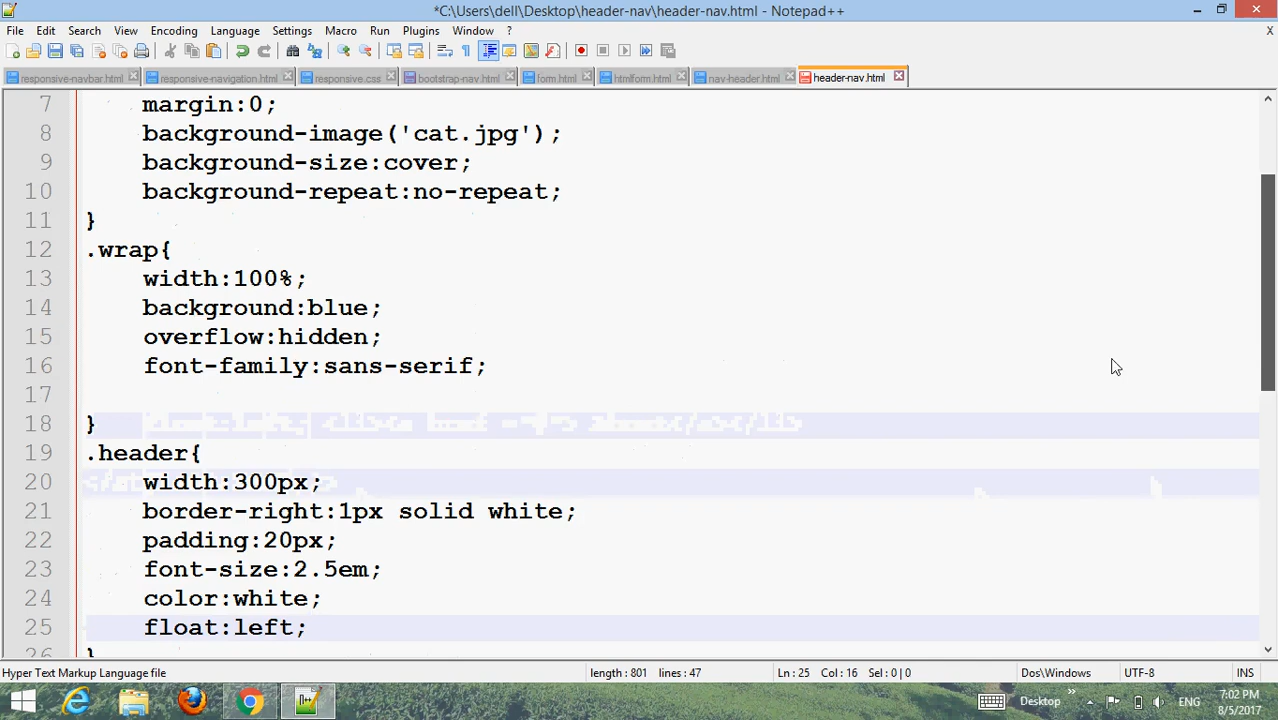 *C:\Users\dell\Desktop\header-nav\header-nav.html - Notepad++
File Edit Search View Encoding Language Settings Macro Run Plugins Window ? X
responsive-navbar.html responsive-navigation.html responsive.css bootstrap-nav.html form.html htmlform.html nav-header.html header-nav.html
7 margin:0;
8 background-image('cat.jpg');
9 background-size:cover;
10 background-repeat:no-repeat;
11 }
12 .wrap{
13 width:100%;
14 background:blue;
15 overflow:hidden;
16 font-family:sans-serif;
17
18 }
19 .header{
20 width:300px;
21 border-right:1px solid white;
22 padding:20px;
23 font-size:2.5em;
24 color:white;
25 float:left;
26 }
Hyper Text Markup Language file length : 801 lines : 47 Ln : 25 Col : 16 Sel : 0 | 0 Dos\Windows UTF-8 INS
Desktop ENG 7:02 PM
8/5/2017